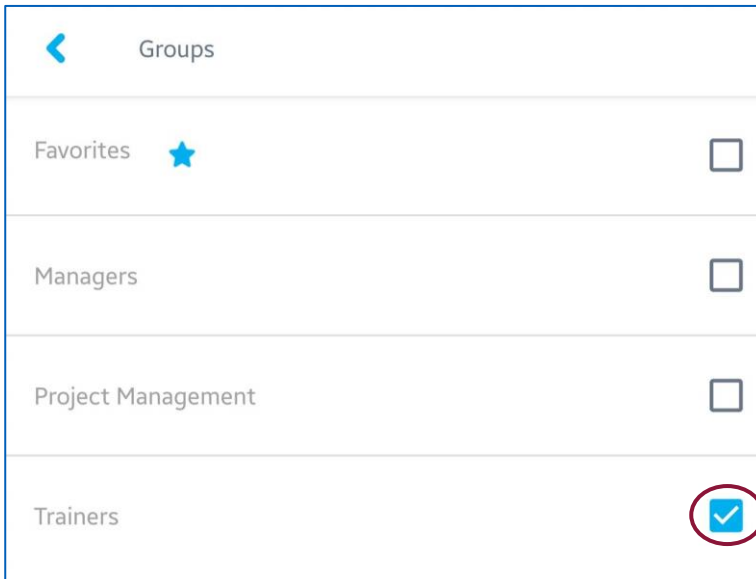 Groups
Favorites
Managers
Project Management
Trainers